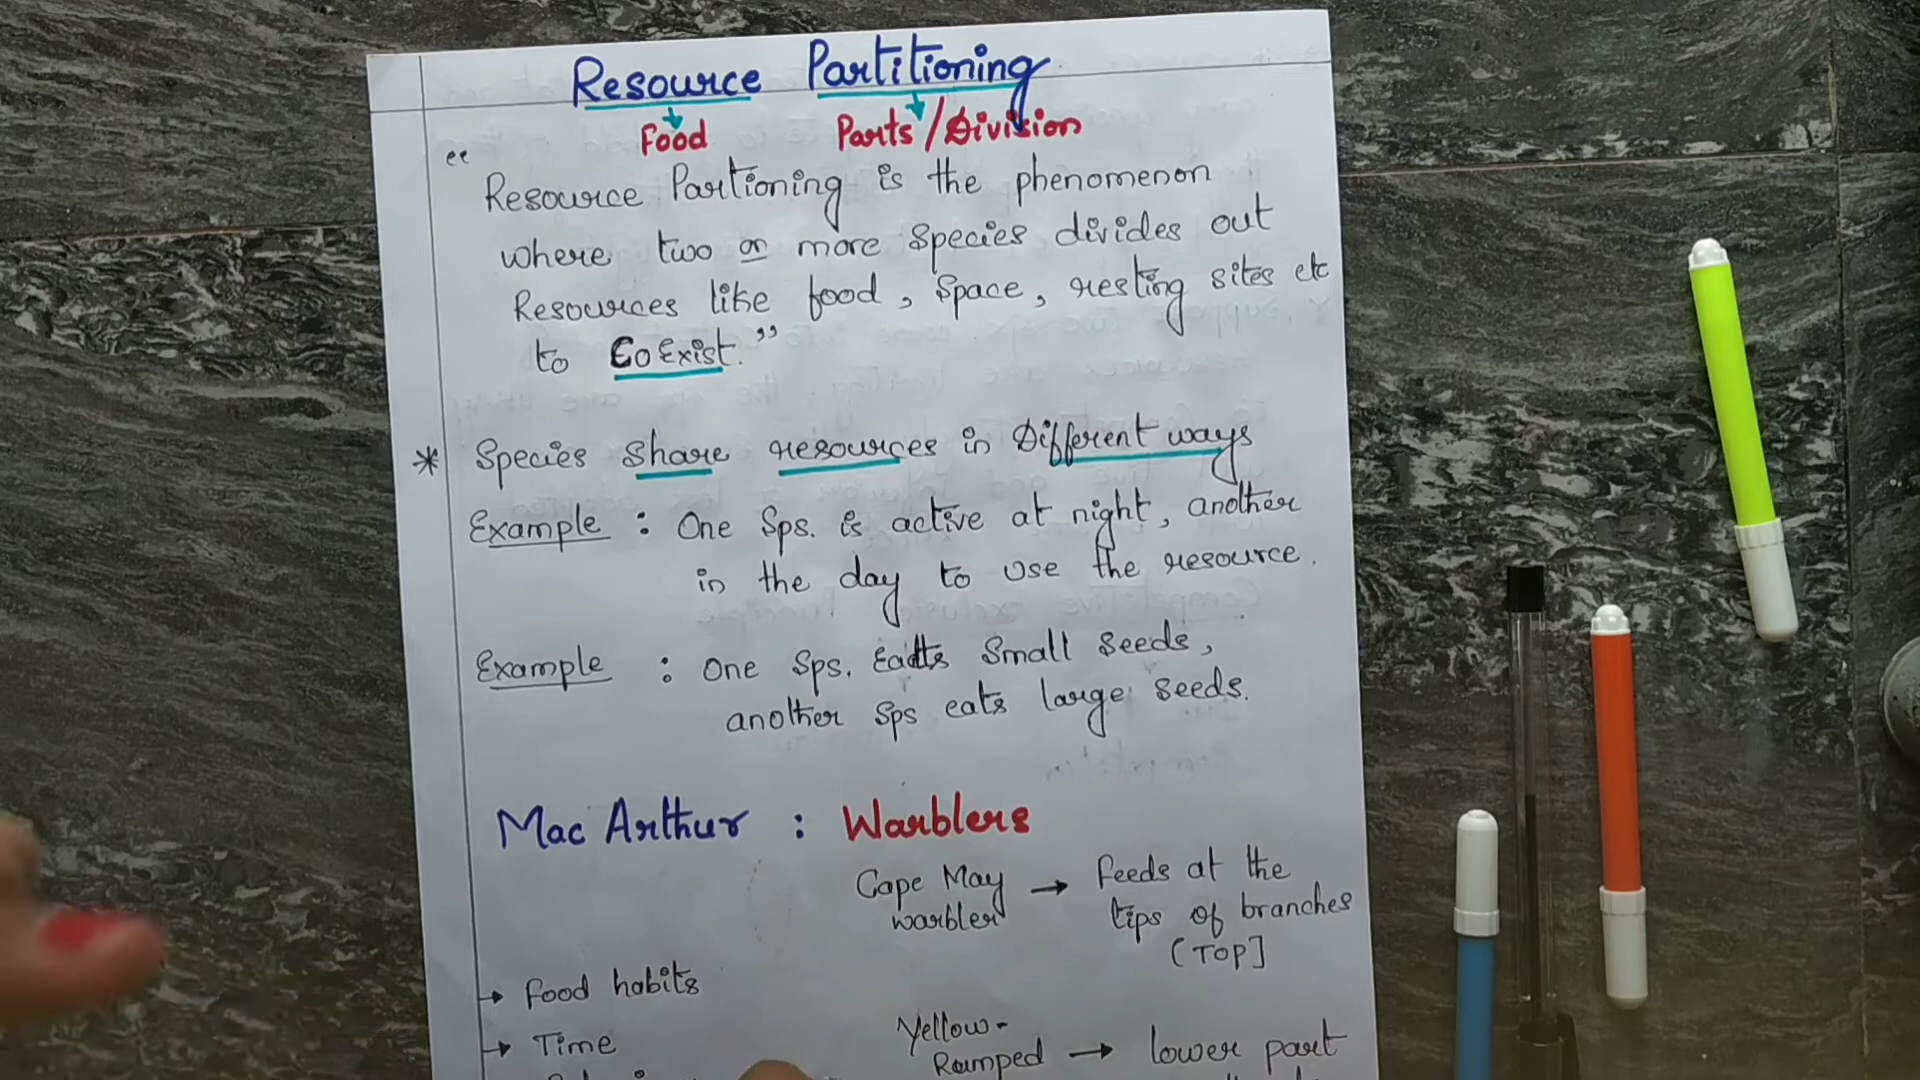 Resource Partitioning
Food Parts/Division
"Resource Partioning is the phenomenon
where two or more Species divides out
Resources like food, Space, resting sites etc
to CoExist."
* Species Share resources in Different ways
Example : One Sps. is active at night, another
in the day to use the resource.
Example : One Sps. Eats Small Seeds,
another Sps eats large seeds.
Mac Arthur : Warblers
Cape May → feeds at the
warbler tips of branches
(TOP]
→ food habits
→ Time
Yellow-
Rumped → lower part